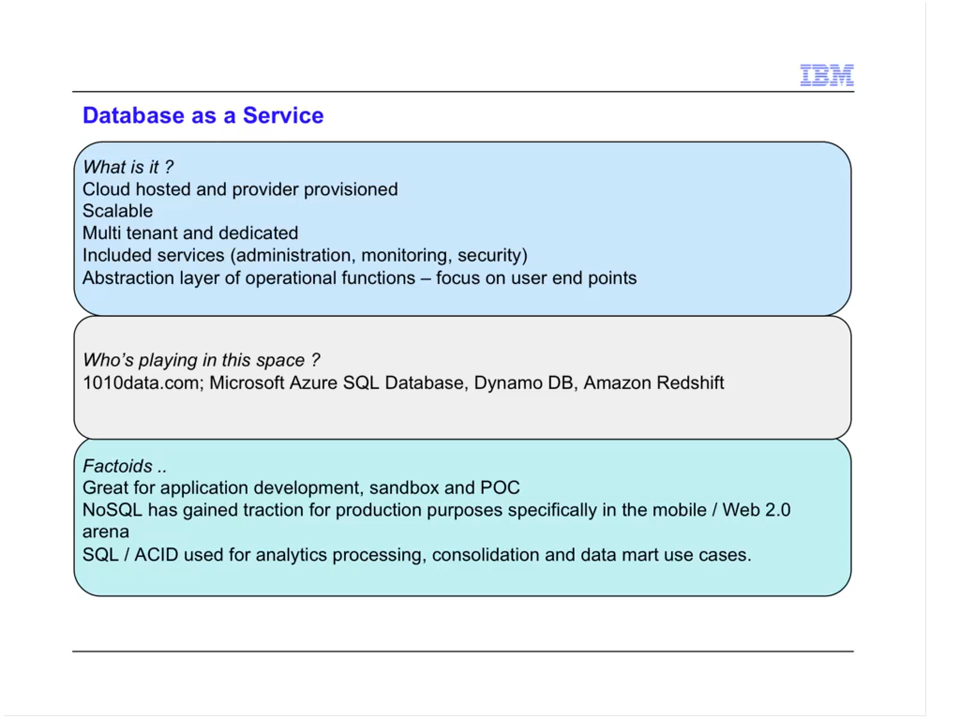 IBM
Database as a Service
What is it ?
Cloud hosted and provider provisioned
Scalable
Multi tenant and dedicated
Included services (administration, monitoring, security)
Abstraction layer of operational functions – focus on user end points
Who's playing in this space ?
1010data.com; Microsoft Azure SQL Database, Dynamo DB, Amazon Redshift
Factoids ..
Great for application development, sandbox and POC
NoSQL has gained traction for production purposes specifically in the mobile / Web 2.0
arena
SQL / ACID used for analytics processing, consolidation and data mart use cases.